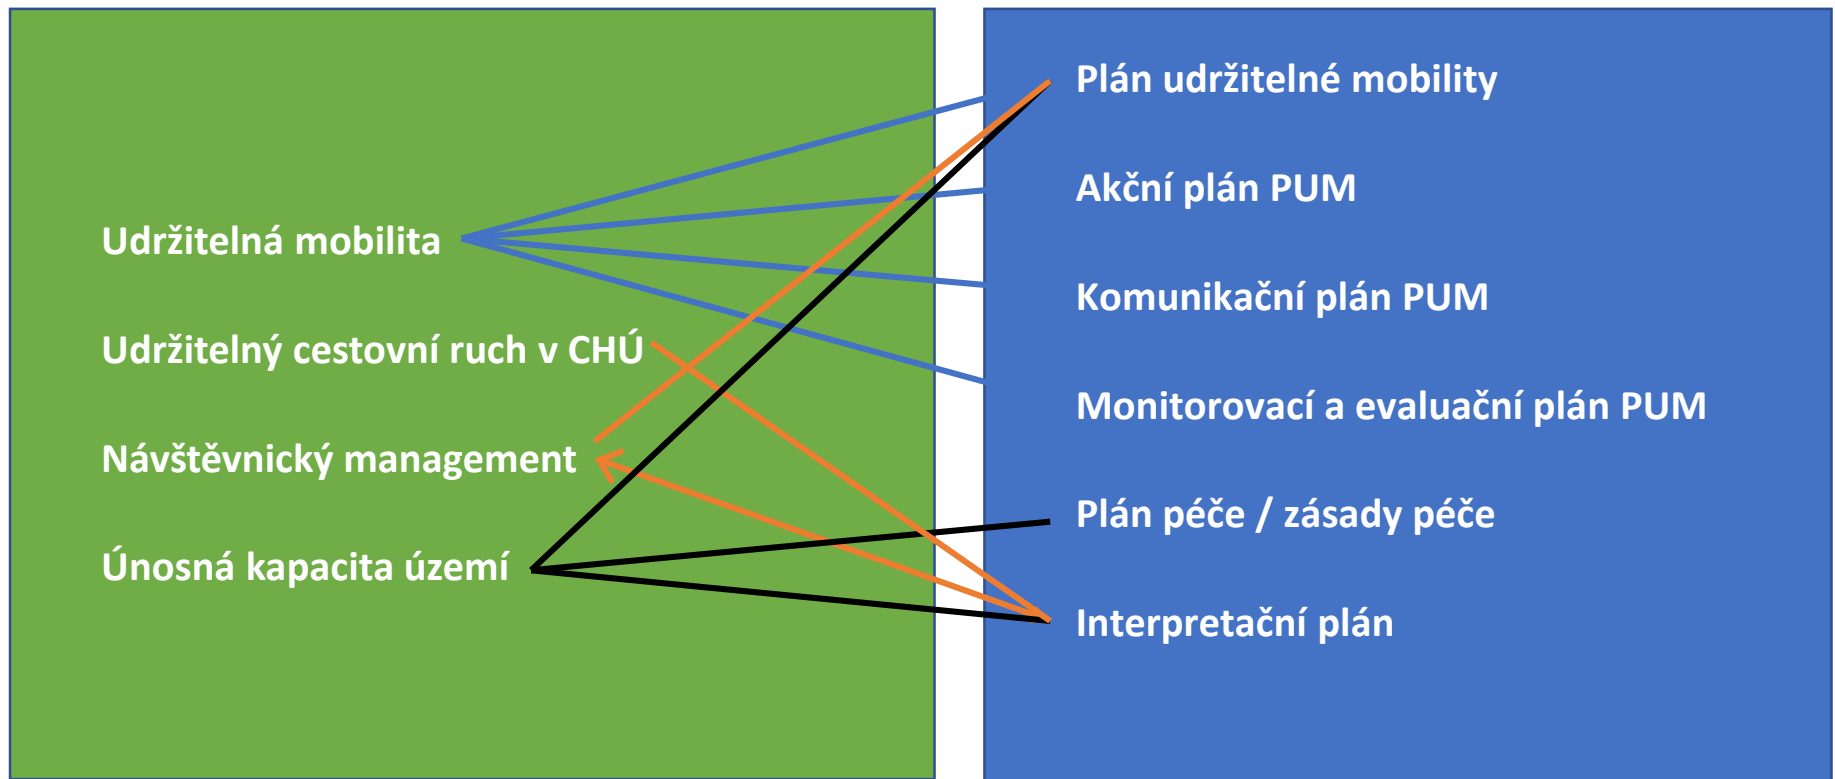 Udržitelná mobilita
Udržitelný cestovní ruch v CHÚ
Návštěvnický management
Únosná kapacita území
Plán udržitelné mobility
Akční plán PUM
Komunikační plán PUM
Monitorovací a evaluační plán PUM
Plán péče / zásady péče
Interpretační plán